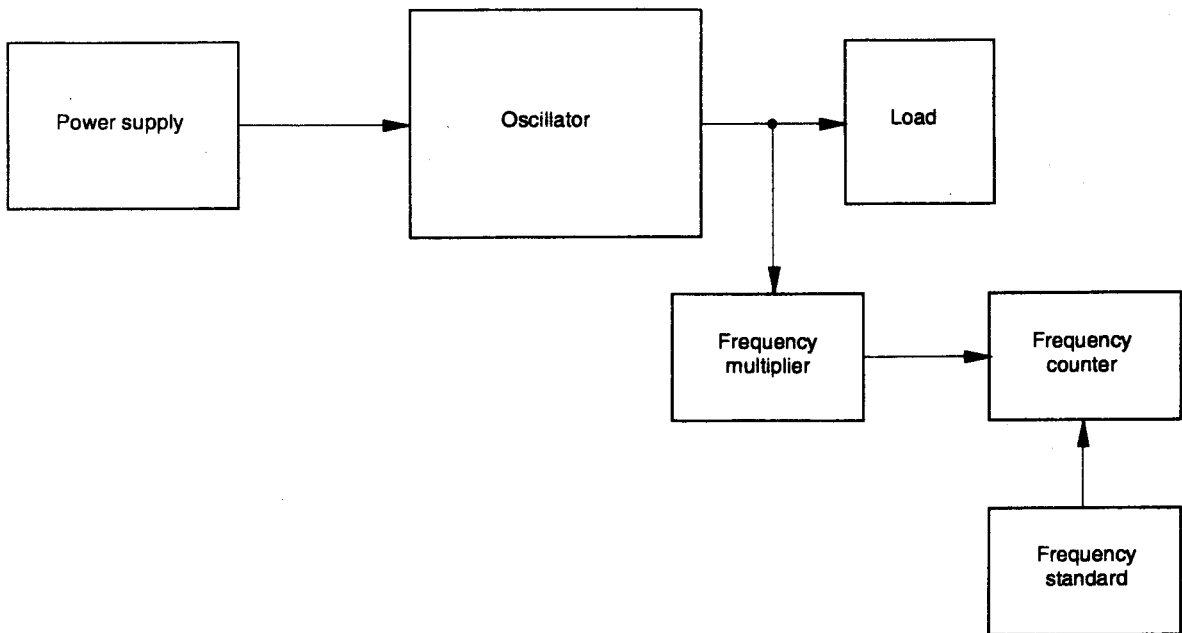 Power supply
Oscillator
Load
Frequency
multiplier
Frequency
counter
Frequency
standard